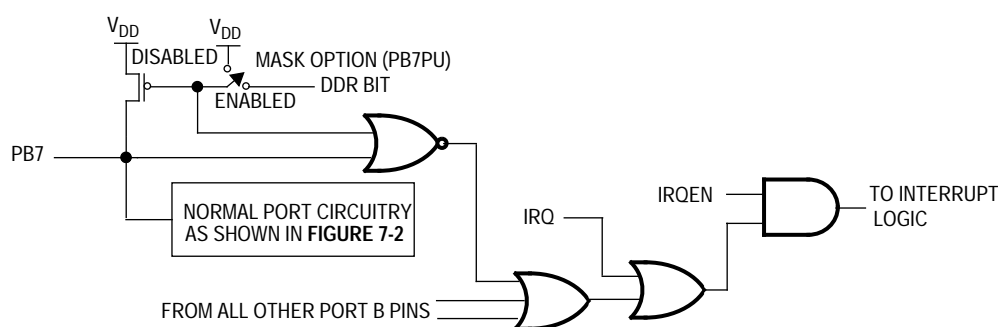 VDD
VDD
DISABLED
MASK OPTION (PB7PU)
DDR BIT
ENABLED
PB7
NORMAL PORT CIRCUITRY
AS SHOWN IN FIGURE 7-2
IRQ
IRQEN
TO INTERRUPT
LOGIC
FROM ALL OTHER PORT B PINS